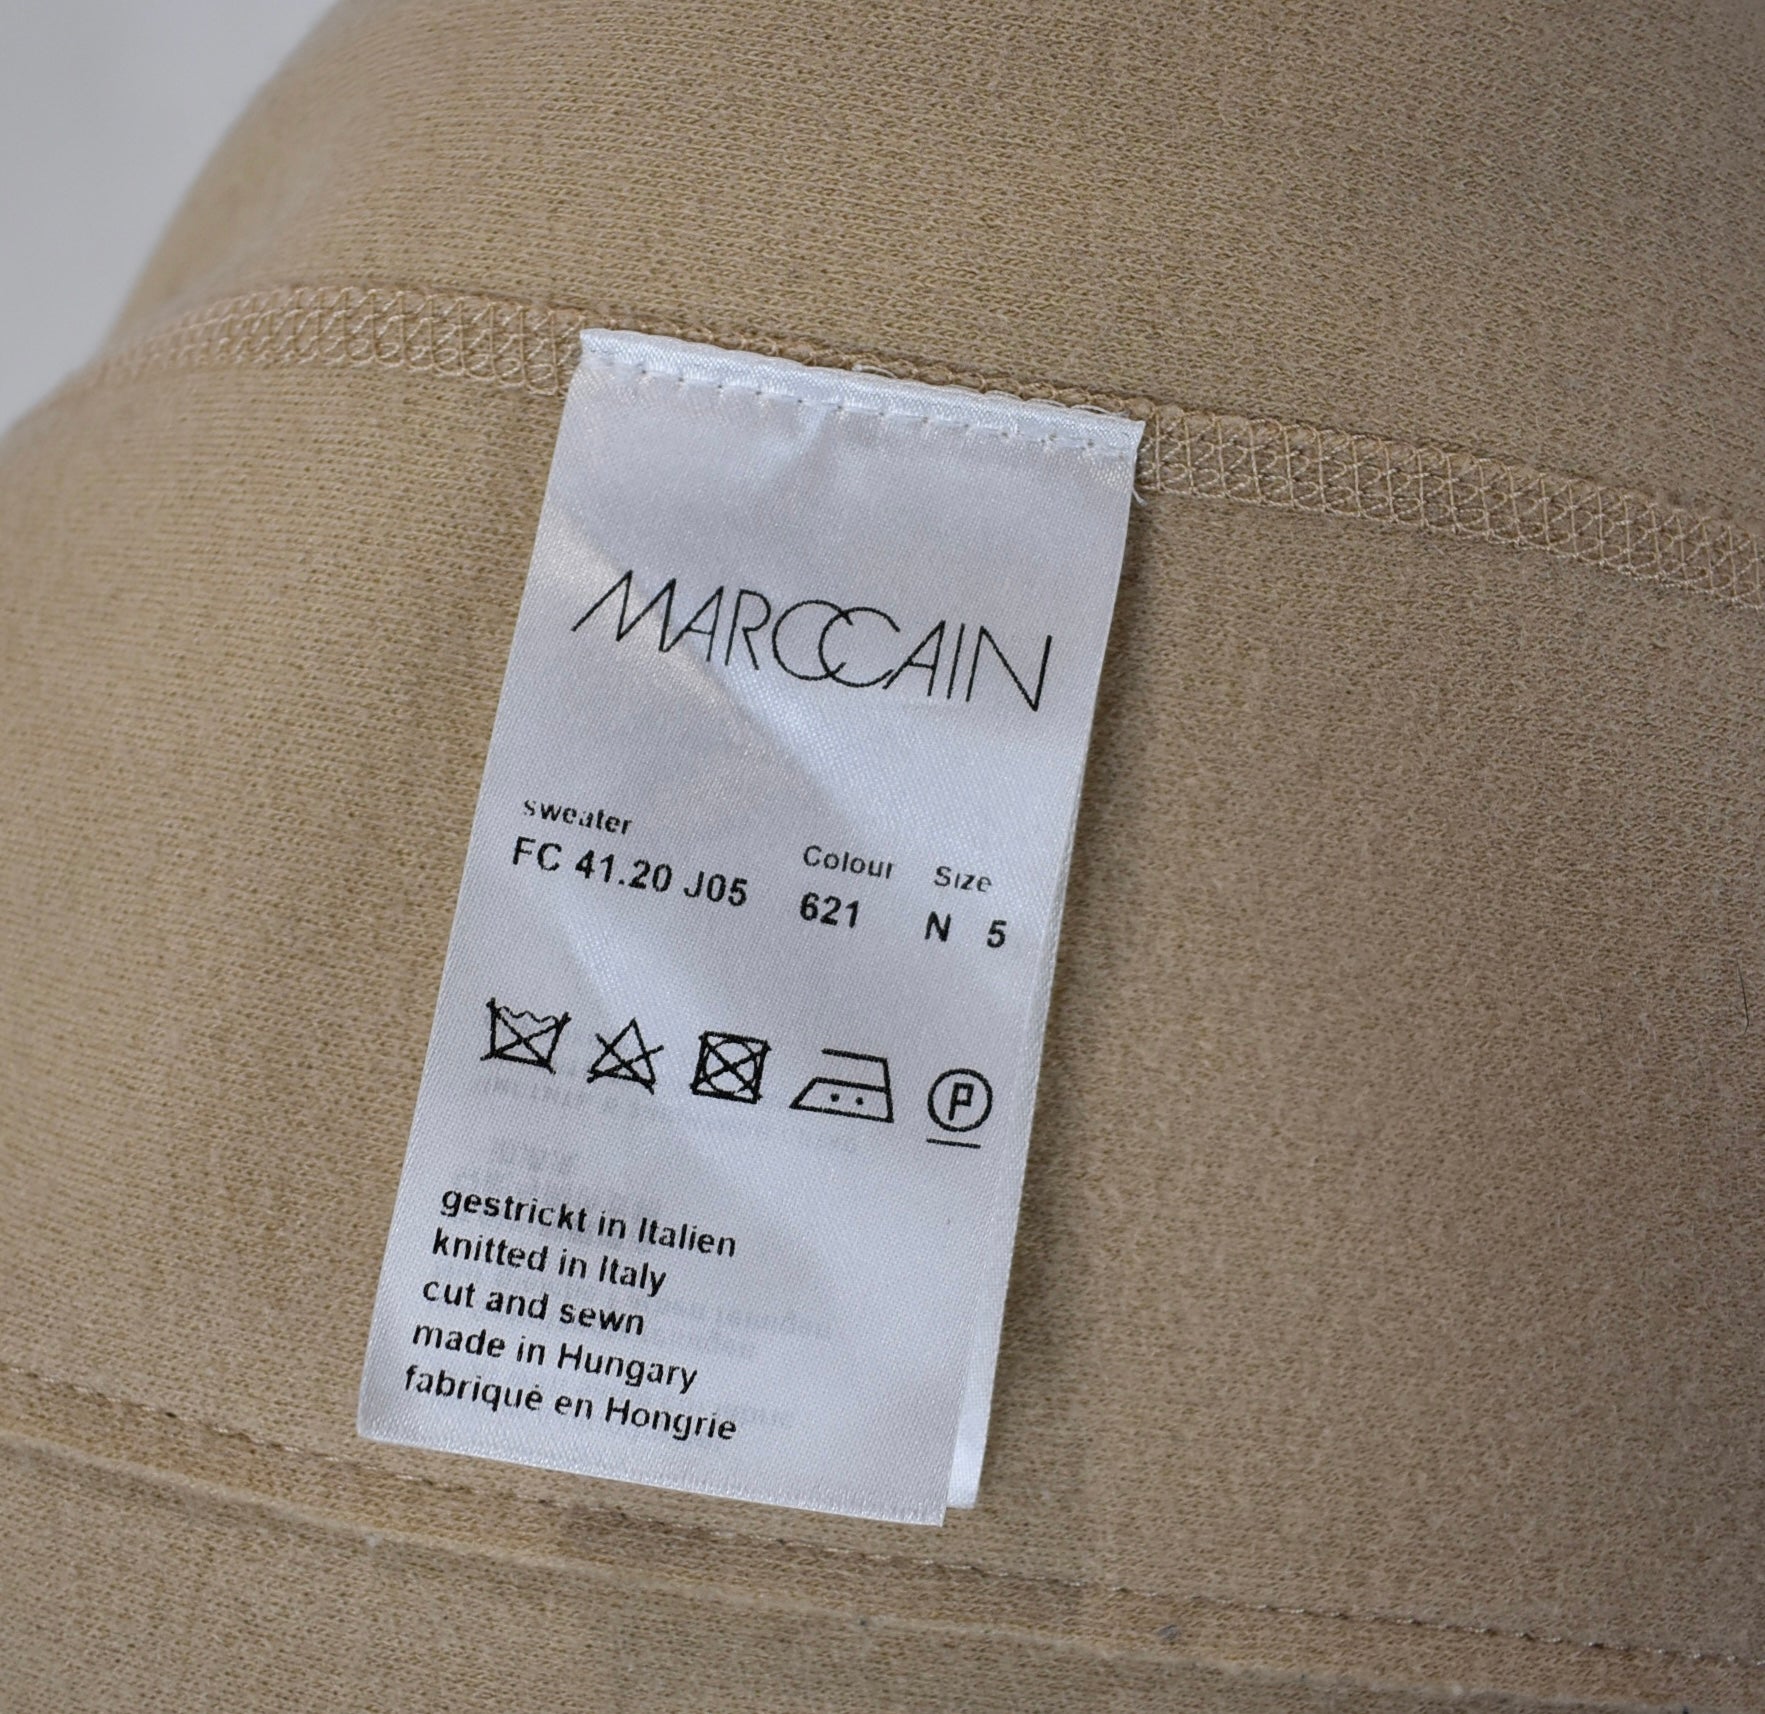 MARCCAIN
sweater
Colour Size
FC 41.20 J05 621 N 5
P
gestrickt in Italien
knitted in Italy
cut and sewn
made in Hungary
fabriqué en Hongrie